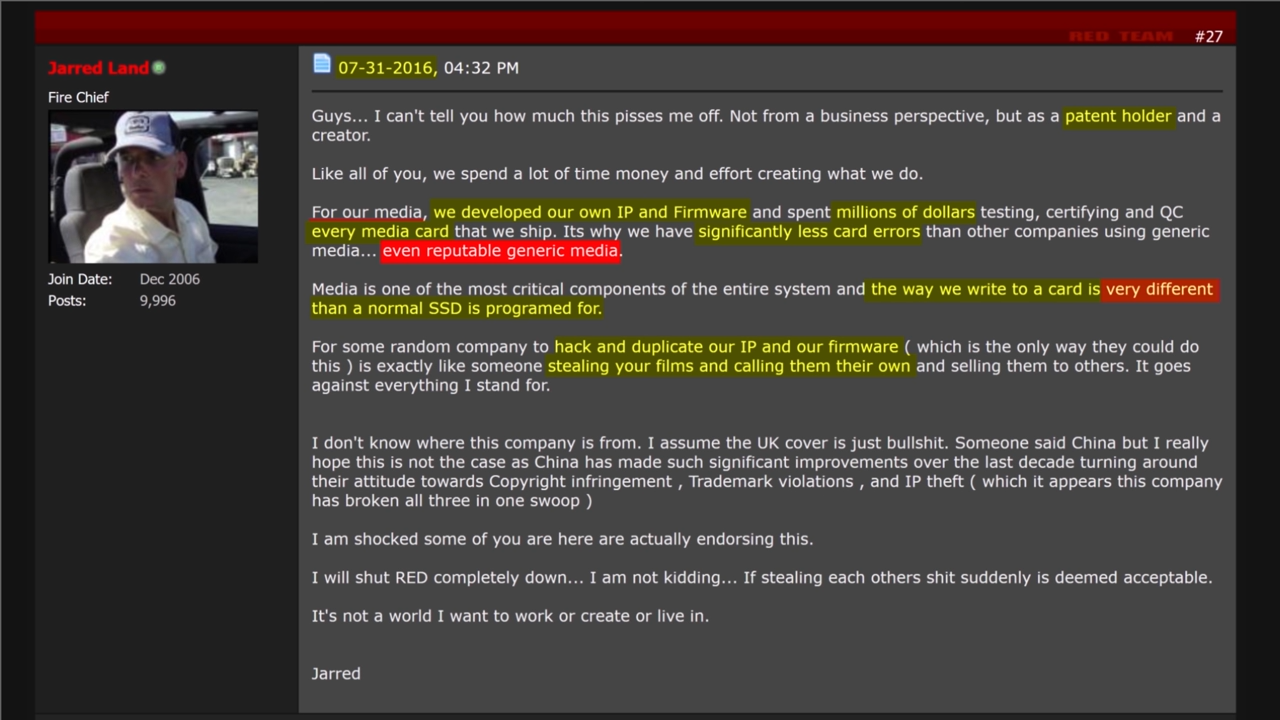 RED TEAM #27
Jarred Land
07-31-2016, 04:32 PM
Fire Chief
Join Date: Dec 2006
Posts: 9,996
Guys... I can't tell you how much this pisses me off. Not from a business perspective, but as a patent holder and a
creator.
Like all of you, we spend a lot of time money and effort creating what we do.
For our media, we developed our own IP and Firmware and spent millions of dollars testing, certifying and QC
every media card that we ship. Its why we have significantly less card errors than other companies using generic
media... even reputable generic media.
Media is one of the most critical components of the entire system and the way we write to a card is very different
than a normal SSD is programed for.
For some random company to hack and duplicate our IP and our firmware ( which is the only way they could do
this ) is exactly like someone stealing your films and calling them their own and selling them to others. It goes
against everything I stand for.
I don't know where this company is from. I assume the UK cover is just bullshit. Someone said China but I really
hope this is not the case as China has made such significant improvements over the last decade turning around
their attitude towards Copyright infringement , Trademark violations , and IP theft ( which it appears this company
has broken all three in one swoop )
I am shocked some of you are here are actually endorsing this.
I will shut RED completely down... I am not kidding... If stealing each others shit suddenly is deemed acceptable.
It's not a world I want to work or create or live in.
Jarred